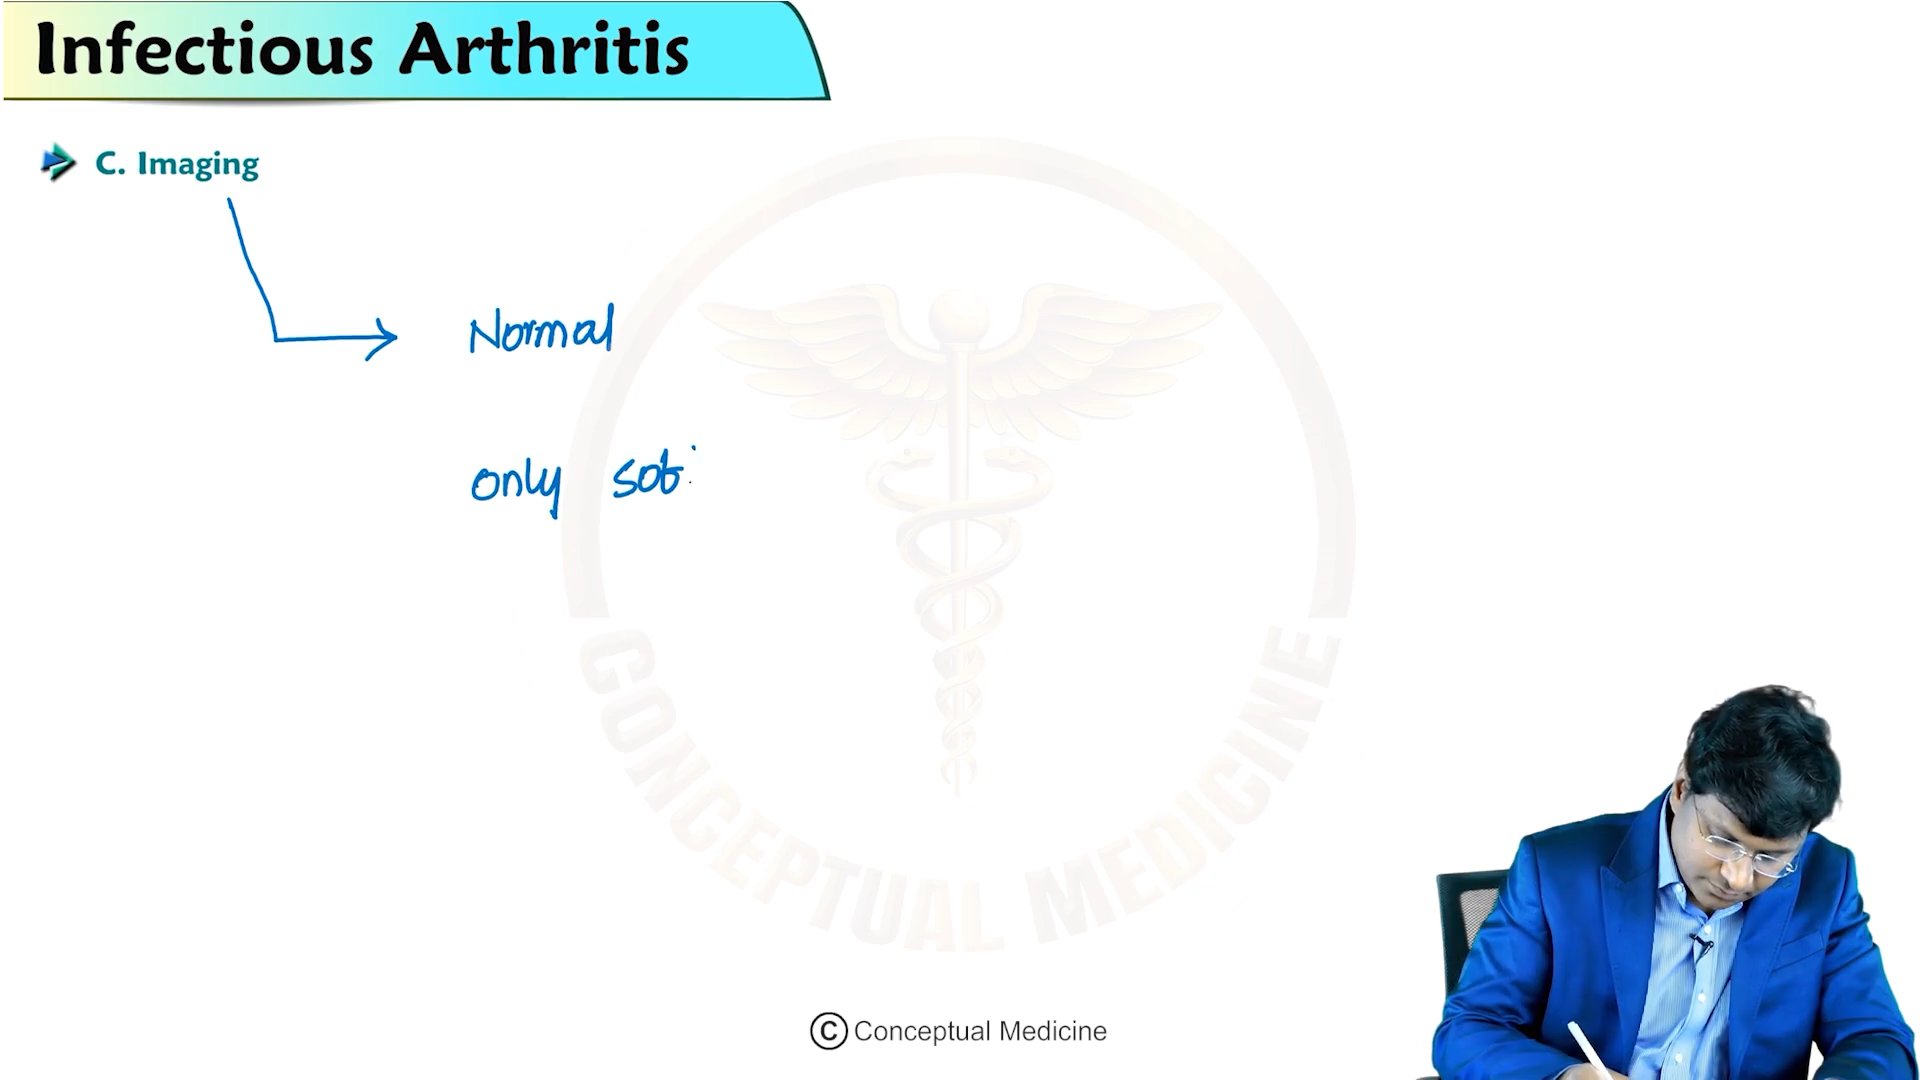 Infectious Arthritis
C. Imaging
Normal
only
CONCEPTUAL MEDICINE
© Conceptual Medicine